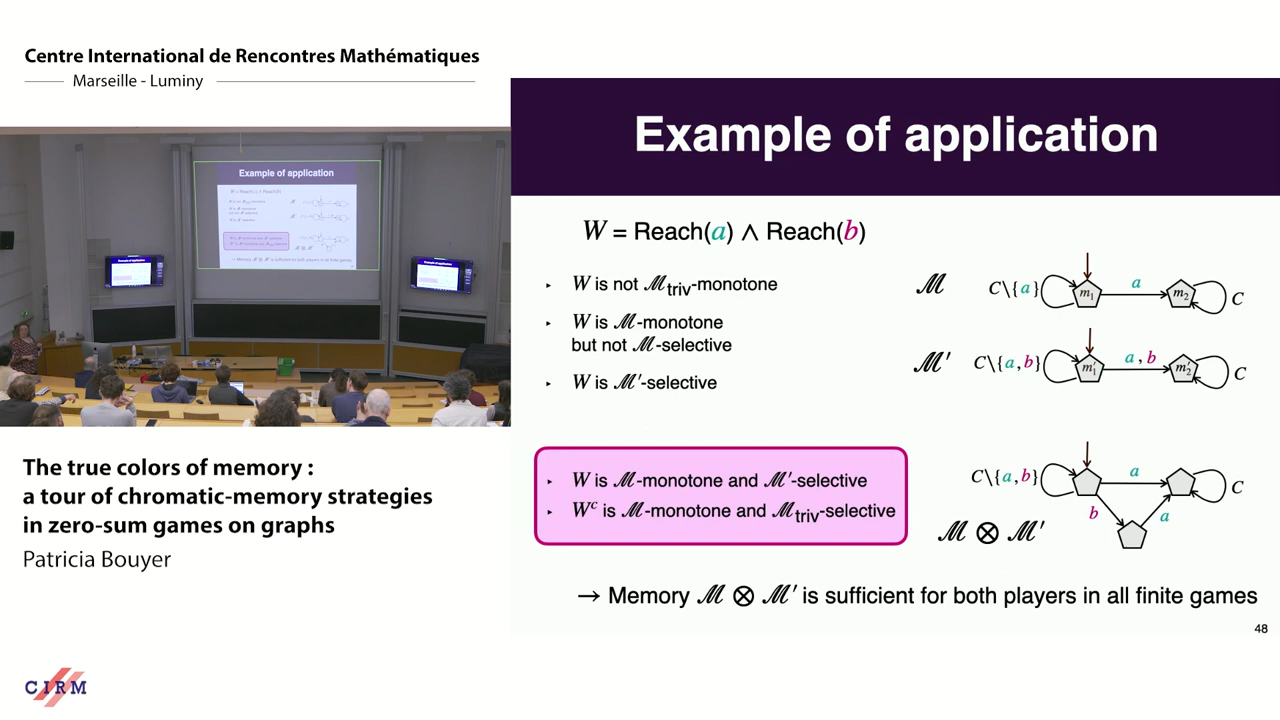 Centre International de Rencontres Mathématiques
Marseille - Luminy
Example of application
W = Reach(a) ∧ Reach(b)
‣ W is not ℳtriv-monotone
‣ W is ℳ-monotone
but not ℳ-selective
‣ W is ℳ'-selective
ℳ
C\{a}
m1
a
m2
C
ℳ'
C\{a,b}
m'1
a, b
m'2
C
‣ W is ℳ-monotone and ℳ'-selective
‣ Wᶜ is ℳ-monotone and ℳtriv-selective
C\{a,b}
a
C
b
a
ℳ ⊗ ℳ'
→ Memory ℳ ⊗ ℳ' is sufficient for both players in all finite games
48
The true colors of memory :
a tour of chromatic-memory strategies
in zero-sum games on graphs
Patricia Bouyer
CIRM